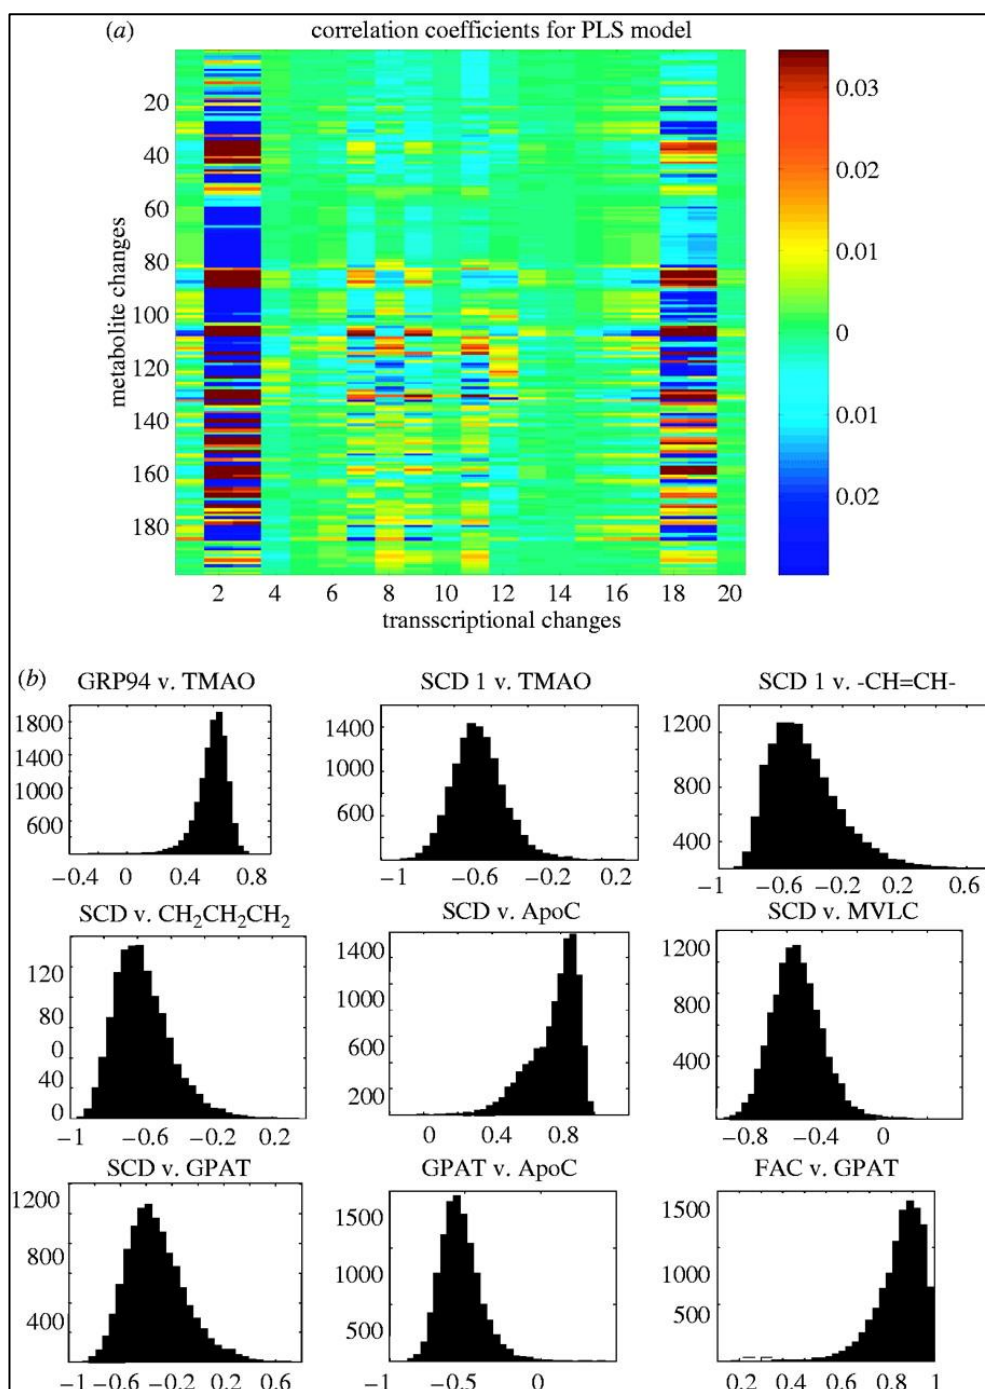 (a) correlation coefficients for PLS model
20
40
60
80
100
120
140
160
180
metabolite changes
2 4 6 8 10 12 14 16 18 20
transscriptional changes
0.03
0.02
0.01
0
0.01
0.02
(b)
GRP94 v. TMAO
1800
1400
1000
600
−0.4 0 0.4 0.8
SCD 1 v. TMAO
1400
1000
600
−1 −0.6 −0.2 0.2
SCD 1 v. -CH=CH-
1200
800
400
200
−1 −0.6 −0.2 0.2 0.6
SCD v. CH₂CH₂CH₂
120
80
0
40
0
−1 −0.6 −0.2 0.2
SCD v. ApoC
1400
1000
600
200
0 0.4 0.8
SCD v. MVLC
1200
800
400
−0.8 −0.4 0
SCD v. GPAT
1200
800
400
−1 −0.6 −0.2 0.2 0.6
GPAT v. ApoC
1500
1000
500
−1 −0.5 0
FAC v. GPAT
1500
1000
500
0.2 0.4 0.6 0.8 1